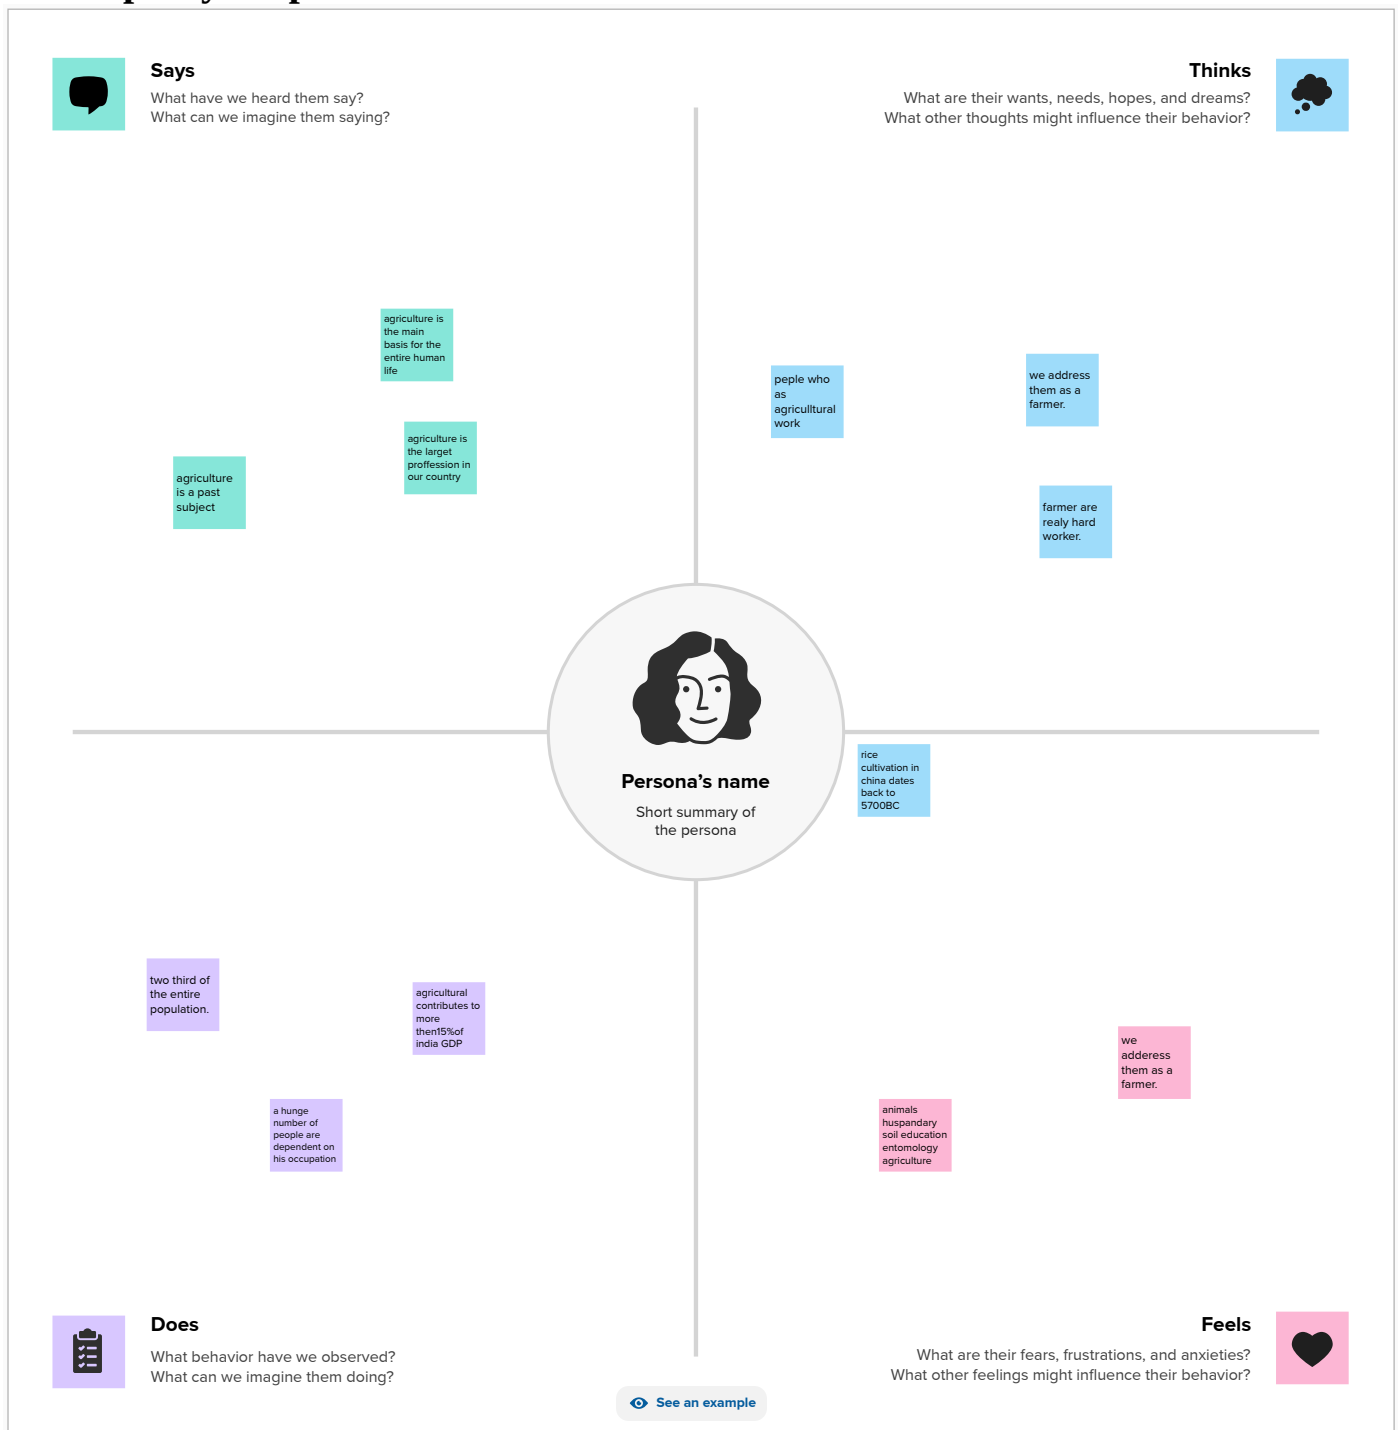 Says
What have we heard them say?
What can we imagine them saying?
Thinks
What are their wants, needs, hopes, and dreams?
What other thoughts might influence their behavior?
agriculture is
the main
basis for the
entire human
life
agriculture is
the larget
proffession in
our country
agriculture
is a past
subject
peple who
as
agriculltural
work
we address
them as a
farmer.
farmer are
realy hard
worker.
Persona's name
Short summary of
the persona
rice
cultivation in
china dates
back to
5700BC
two third of
the entire
population.
agricultural
contributes to
more
then15%of
india GDP
a hunge
number of
people are
dependent on
his occupation
we
adderess
them as a
farmer.
animals
huspandary
soil education
entomology
agriculture
Does
What behavior have we observed?
What can we imagine them doing?
Feels
What are their fears, frustrations, and anxieties?
What other feelings might influence their behavior?
See an example